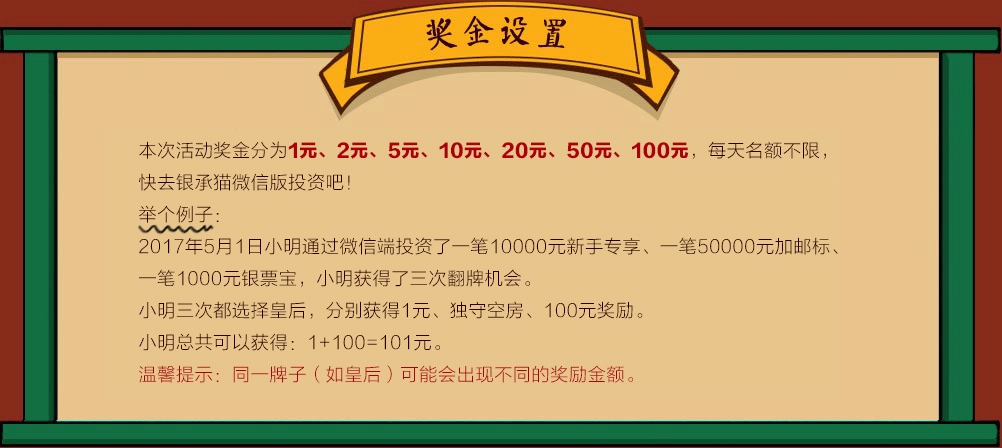 奖金设置
本次活动奖金分为1元、2元、5元、10元、20元、50元、100元，每天名额不限，
快去银承猫微信版投资吧！
举个例子：
2017年5月1日小明通过微信端投资了一笔10000元新手专享、一笔50000元加邮标、
一笔1000元银票宝，小明获得了三次翻牌机会。
小明三次都选择皇后，分别获得1元、独守空房、100元奖励。
小明总共可以获得：1+100=101元。
温馨提示：同一牌子（如皇后）可能会出现不同的奖励金额。